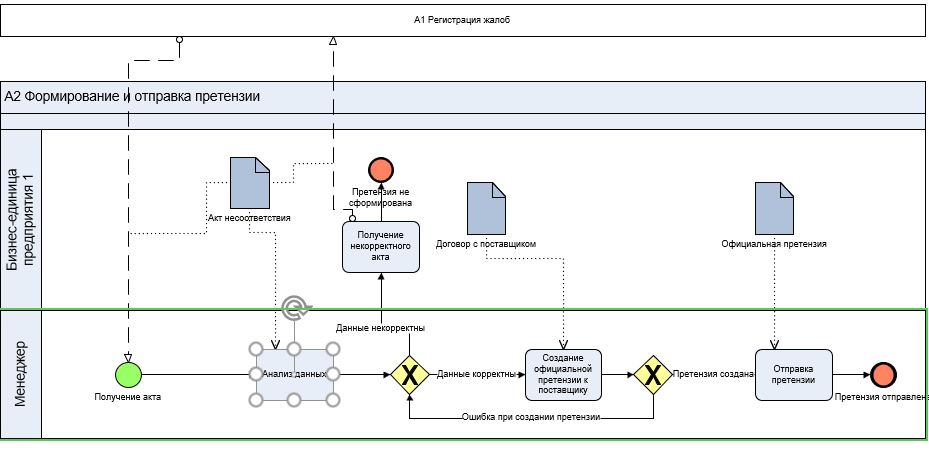 А1 Регистрация жалоб
А2 Формирование и отправка претензии
Бизнес-единица
предприятия 1
Акт несоответствия
Претензия не
сформирована
Получение
некорректного
акта
Договор с поставщиком
Официальная претензия
Менеджер
Данные некорректны
Получение акта
Анализ данных
Данные корректны
Создание
официальной
претензии к
поставщику
Претензия создана
Отправка
претензии
Претензия отправлена
Ошибка при создании претензии